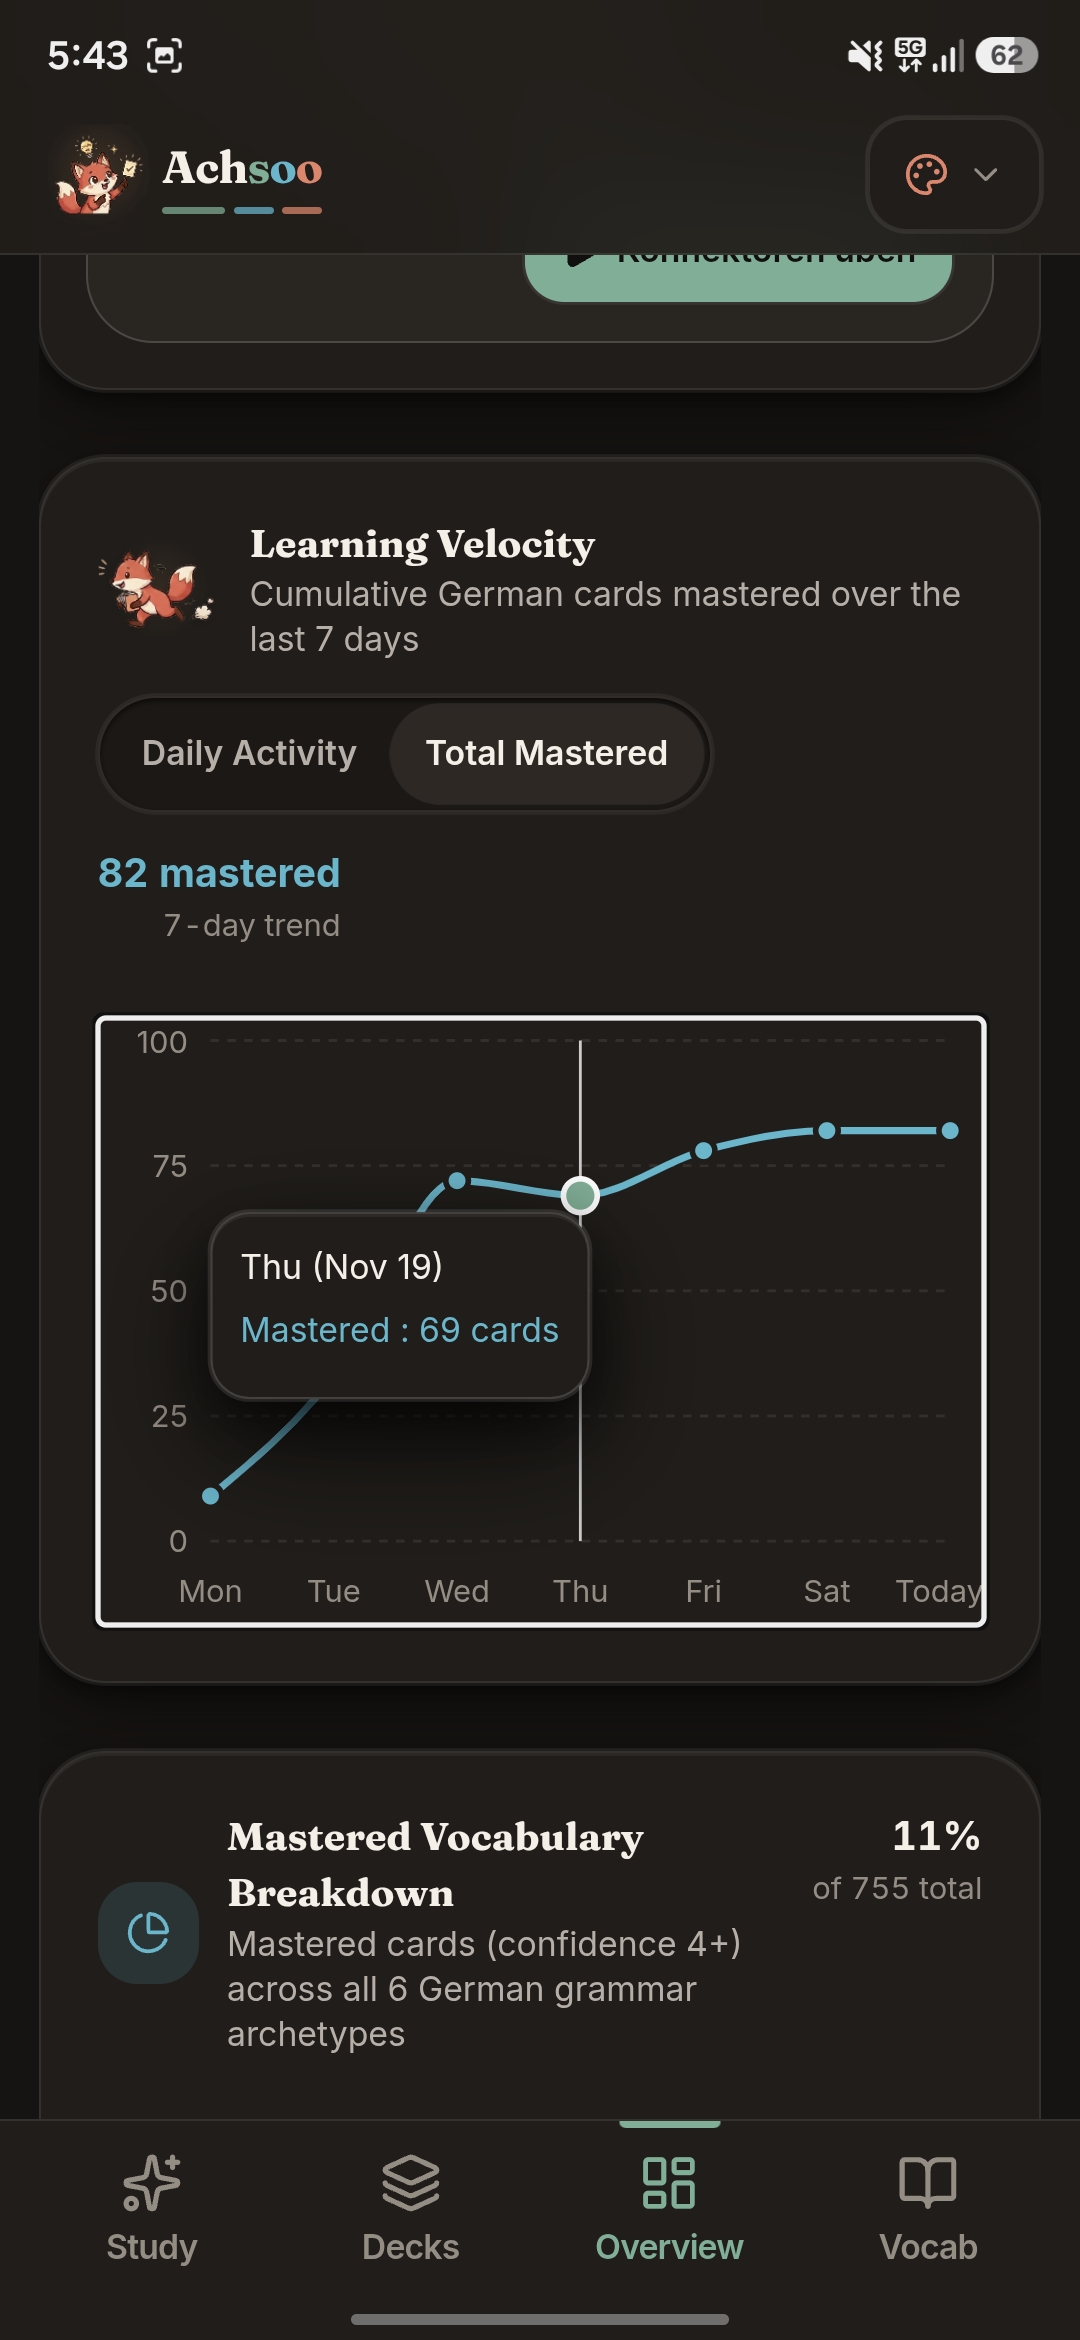 5:43
5G
62
Achsoo
Konnektoren üben
Learning Velocity
Cumulative German cards mastered over the
last 7 days
Daily Activity
Total Mastered
82 mastered
7-day trend
100
75
50
25
0
Thu (Nov 19)
Mastered : 69 cards
Mon Tue Wed Thu Fri Sat Today
Mastered Vocabulary
Breakdown
11%
of 755 total
Mastered cards (confidence 4+)
across all 6 German grammar
archetypes
Study Decks Overview Vocab